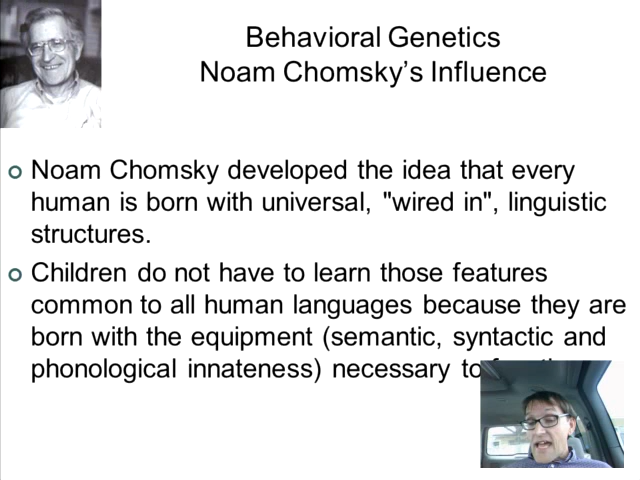 Behavioral Genetics
Noam Chomsky’s Influence
Noam Chomsky developed the idea that every
human is born with universal, "wired in", linguistic
structures.
Children do not have to learn those features
common to all human languages because they are
born with the equipment (semantic, syntactic and
phonological innateness) necessary to